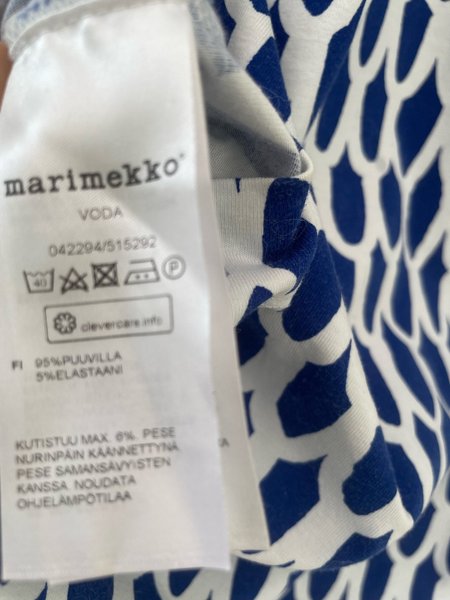 marimekko®
VODA
042294/515292
40 P
clevercare.info
FI 95%PUUVILLA
5%ELASTAANI
KUTISTUU MAX. 6%. PESE
NURINPÄIN KÄÄNNETTYNÄ
PESE SAMANSÄVYISTEN
KANSSA. NOUDATA
OHJELÄMPÖTILAA